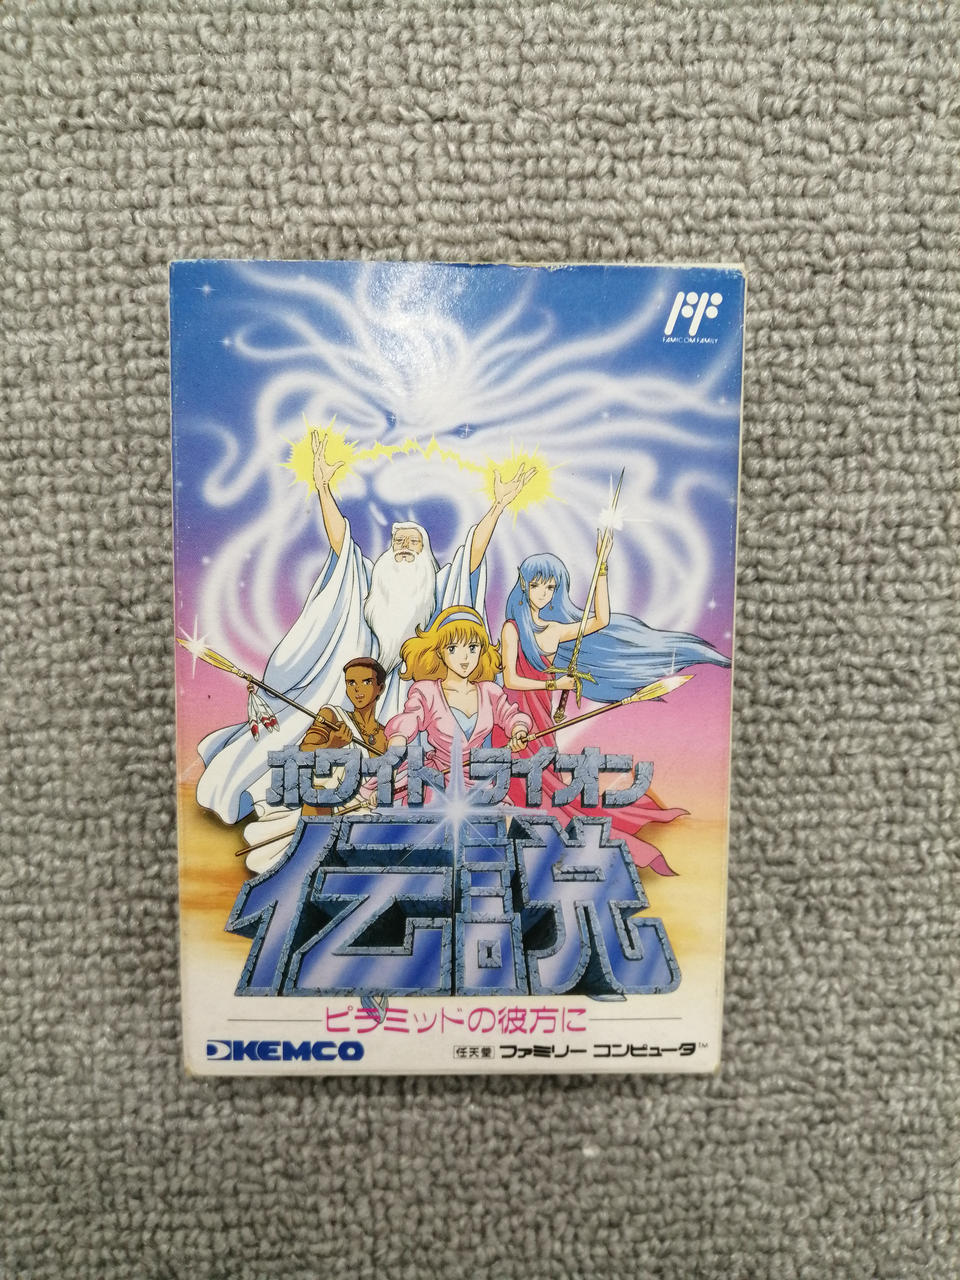 FAMICOM FAMILY
ホワイトライオン
伝説
ピラミッドの彼方に
KEMCO
任天堂 ファミリー コンピュータ™